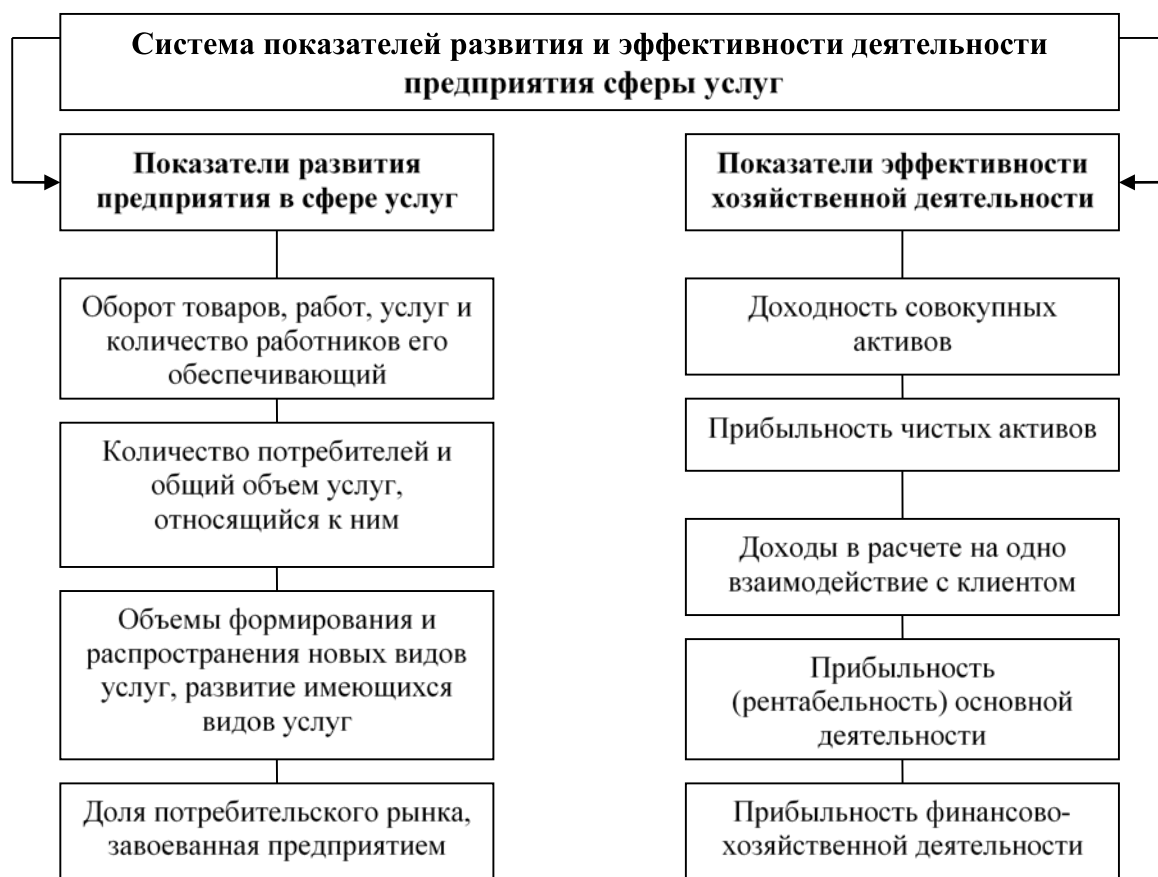 Система показателей развития и эффективности деятельности
предприятия сферы услуг
Показатели развития
предприятия в сфере услуг
Оборот товаров, работ, услуг и
количество работников его
обеспечивающий
Количество потребителей и
общий объем услуг,
относящийся к ним
Объемы формирования и
распространения новых видов
услуг, развитие имеющихся
видов услуг
Доля потребительского рынка,
завоеванная предприятием
Показатели эффективности
хозяйственной деятельности
Доходность совокупных
активов
Прибыльность чистых активов
Доходы в расчете на одно
взаимодействие с клиентом
Прибыльность
(рентабельность) основной
деятельности
Прибыльность финансово-
хозяйственной деятельности